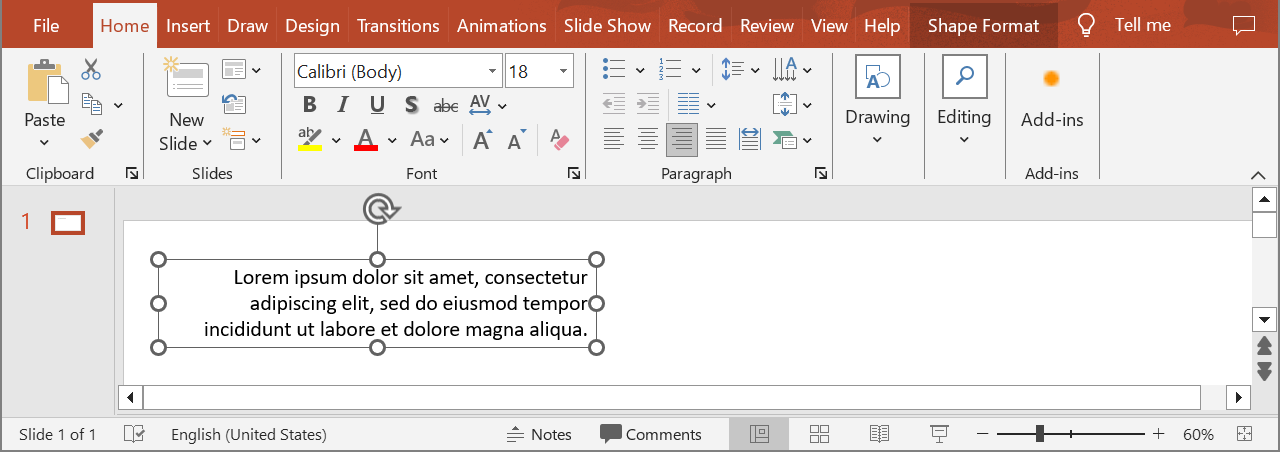 File Home Insert Draw Design Transitions Animations Slide Show Record Review View Help Shape Format Tell me
Calibri (Body) 18
B I U S abc AV
Paste New Slide A Aa A A Drawing Editing Add-ins
Clipboard Slides Font Paragraph Add-ins
1
Lorem ipsum dolor sit amet, consectetur
adipiscing elit, sed do eiusmod tempor
incididunt ut labore et dolore magna aliqua.
Slide 1 of 1 English (United States) Notes Comments 60%